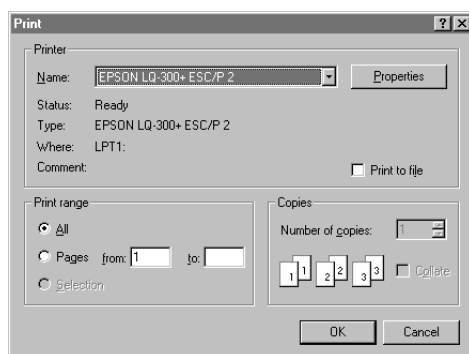 Print
Printer
Name: EPSON LQ-300+ ESC/P 2 Properties
Status: Ready
Type: EPSON LQ-300+ ESC/P 2
Where: LPT1:
Comment: Print to file
Print range
All
Pages from: 1 to:
Selection
Copies
Number of copies: 1
1 1 2 2 3 3 Collate
OK Cancel